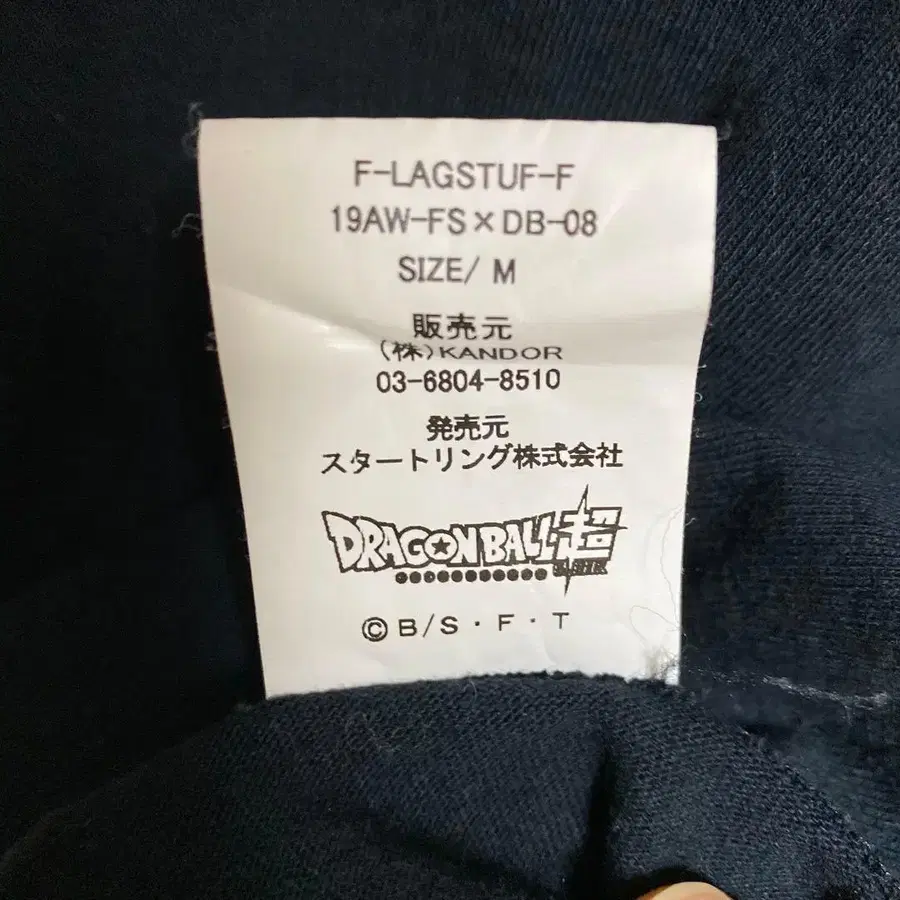 F-LAGSTUF-F
19AW-FS×DB-08
SIZE/ M
販売元
(株)KANDOR
03-6804-8510
発売元
スタートリング株式会社
DRAGONBALL超
SUPER
©B/S・F・T